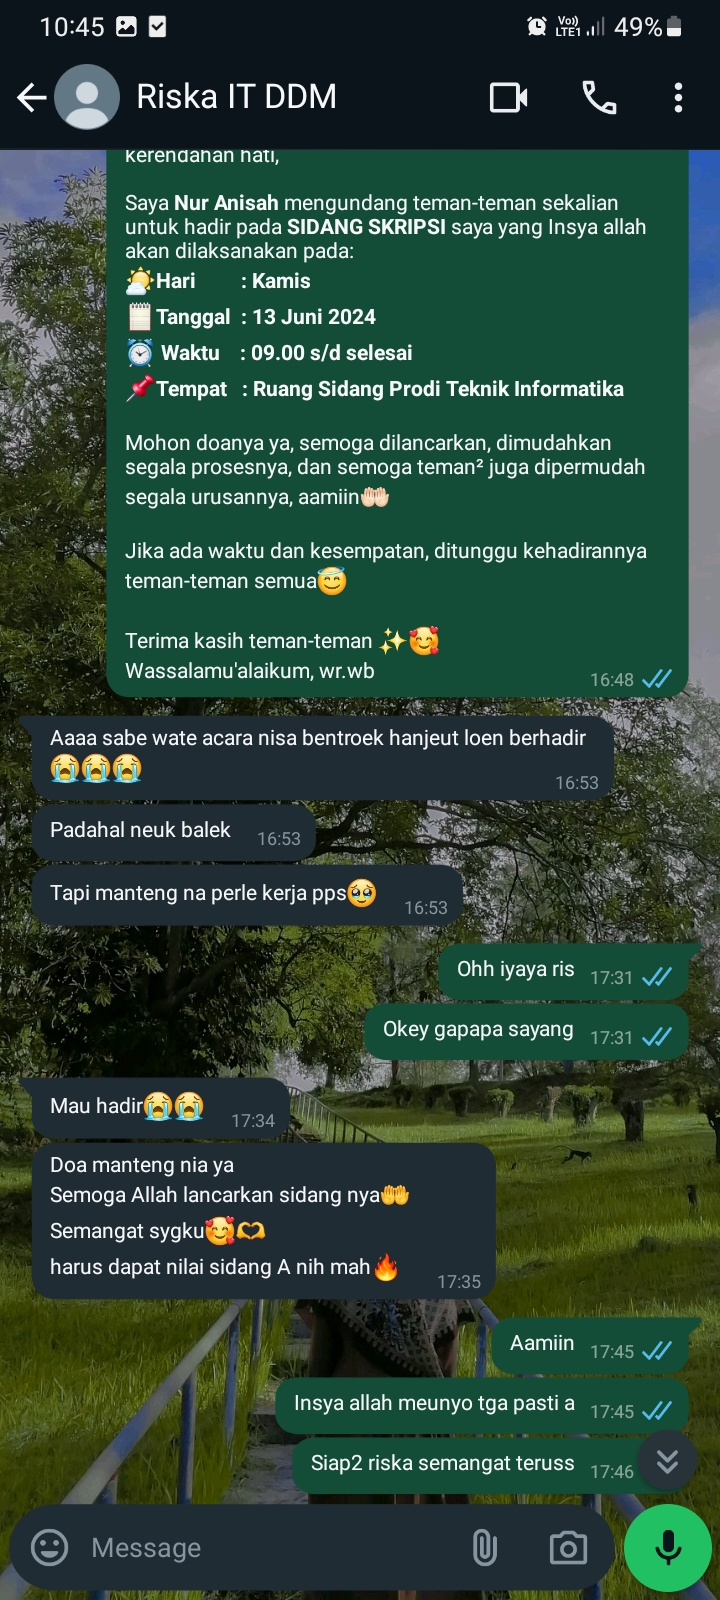 10:45
Vo))
LTE1
49%
Riska IT DDM
kerendahan hati,
Saya Nur Anisah mengundang teman-teman sekalian
untuk hadir pada SIDANG SKRIPSI saya yang Insya allah
akan dilaksanakan pada:
🌤️Hari : Kamis
🗒️Tanggal : 13 Juni 2024
⏰ Waktu : 09.00 s/d selesai
📌Tempat : Ruang Sidang Prodi Teknik Informatika
Mohon doanya ya, semoga dilancarkan, dimudahkan
segala prosesnya, dan semoga teman² juga dipermudah
segala urusannya, aamiin🤲🏻
Jika ada waktu dan kesempatan, ditunggu kehadirannya
teman-teman semua😇
Terima kasih teman-teman ✨🥰
Wassalamu'alaikum, wr.wb
16:48
Aaaa sabe wate acara nisa bentroek hanjeut loen berhadir
😭😭😭
16:53
Padahal neuk balek 16:53
Tapi manteng na perle kerja pps🥹 16:53
Ohh iyaya ris 17:31
Okey gapapa sayang 17:31
Mau hadir😭😭 17:34
Doa manteng nia ya
Semoga Allah lancarkan sidang nya🤲
Semangat sygku🥰🫶
harus dapat nilai sidang A nih mah🔥 17:35
Aamiin 17:45
Insya allah meunyo tga pasti a 17:45
Siap2 riska semangat teruss 17:46
Message